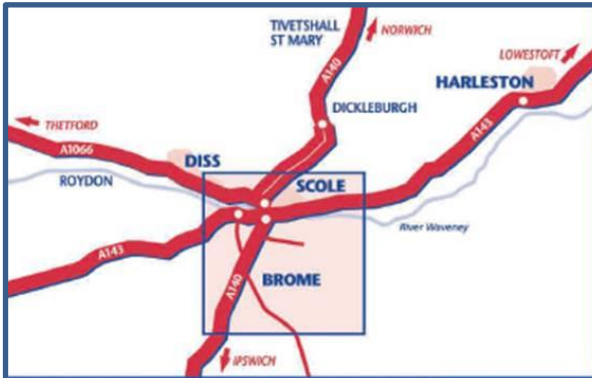 TIVETSHALL
ST MARY
NORWICH
LOWESTOFT
A140
HARLESTON
DICKLEBURGH
THETFORD
A143
A1066
DISS
ROYDON
SCOLE
River Waveney
A143
BROME
A140
IPSWICH